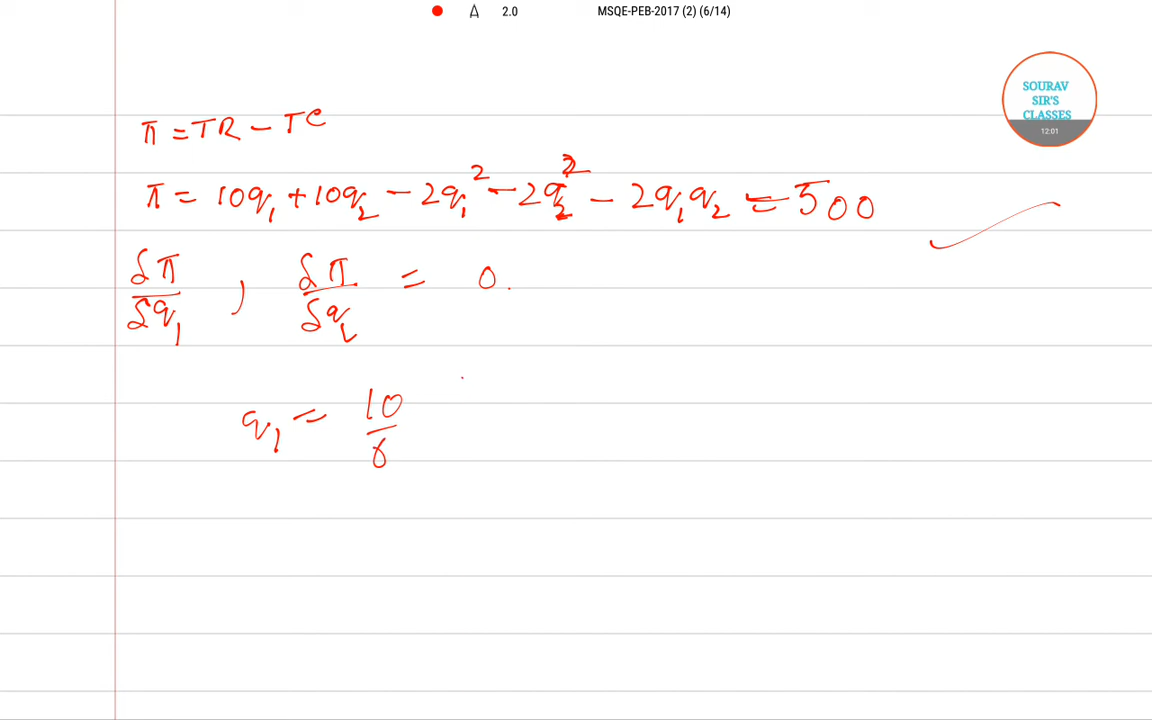 A 2.0 MSQE-PEB-2017 (2) (6/14)
SOURAV
SIR'S
CLASSES
12:01
π = TR - TC
π = 10q₁ + 10q₂ - 2q₁² - 2q₂² - 2q₁q₂ = 500
δπ/δq₁ , δπ/δq₂ = 0.
q₁ = 10/6